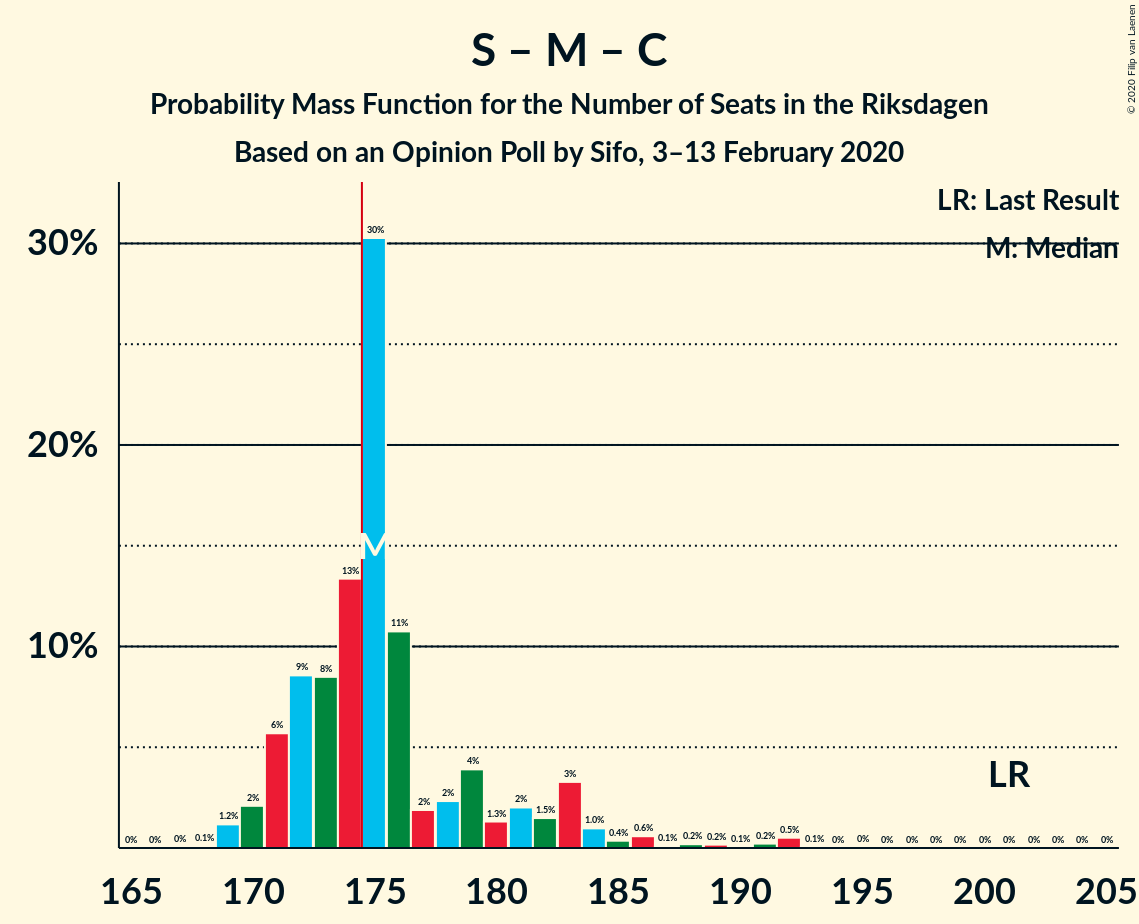 © 2020 Filip van Laenen
S – M – C
Probability Mass Function for the Number of Seats in the Riksdagen
Based on an Opinion Poll by Sifo, 3–13 February 2020
LR: Last Result
M: Median
30%
20%
10%
0% 0% 0% 0.1% 1.2% 2% 6% 9% 8% 13% 30% 11% 2% 2% 4% 1.3% 2% 1.5% 3% 1.0% 0.4% 0.6% 0.1% 0.2% 0.2% 0.1% 0.2% 0.5% 0.1% 0% 0% 0% 0% 0% 0% 0% 0% 0% 0% 0% 0%
M
LR
165 170 175 180 185 190 195 200 205